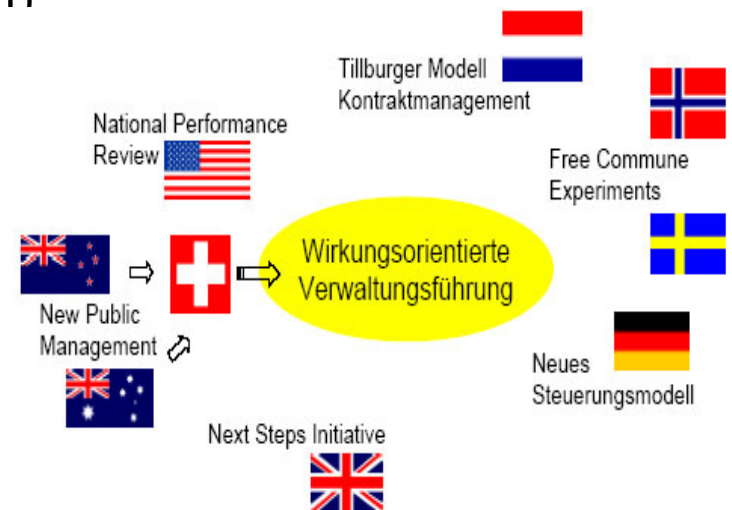 Tillburger Modell
Kontraktmanagement
National Performance
Review
Free Commune
Experiments
Wirkungsorientierte
Verwaltungsführung
New Public
Management
Neues
Steuerungsmodell
Next Steps Initiative